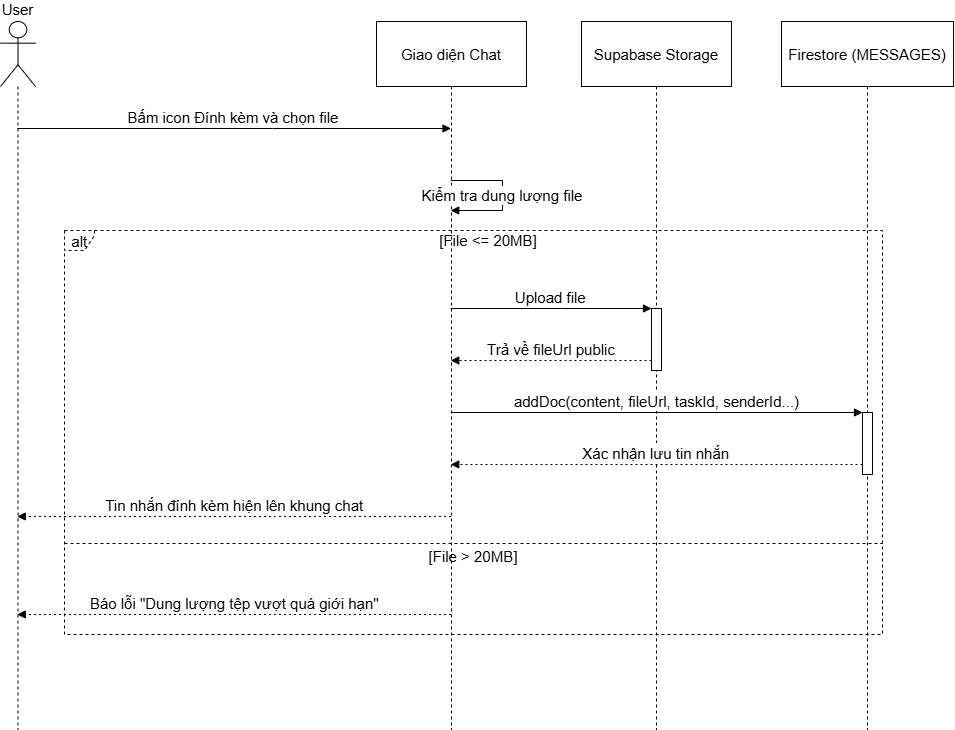 User
Giao diện Chat
Supabase Storage
Firestore (MESSAGES)
Bấm icon Đính kèm và chọn file
Kiểm tra dung lượng file
alt
[File <= 20MB]
Upload file
Trả về fileUrl public
addDoc(content, fileUrl, taskId, senderId...)
Xác nhận lưu tin nhắn
Tin nhắn đính kèm hiện lên khung chat
[File > 20MB]
Báo lỗi "Dung lượng tệp vượt quá giới hạn"